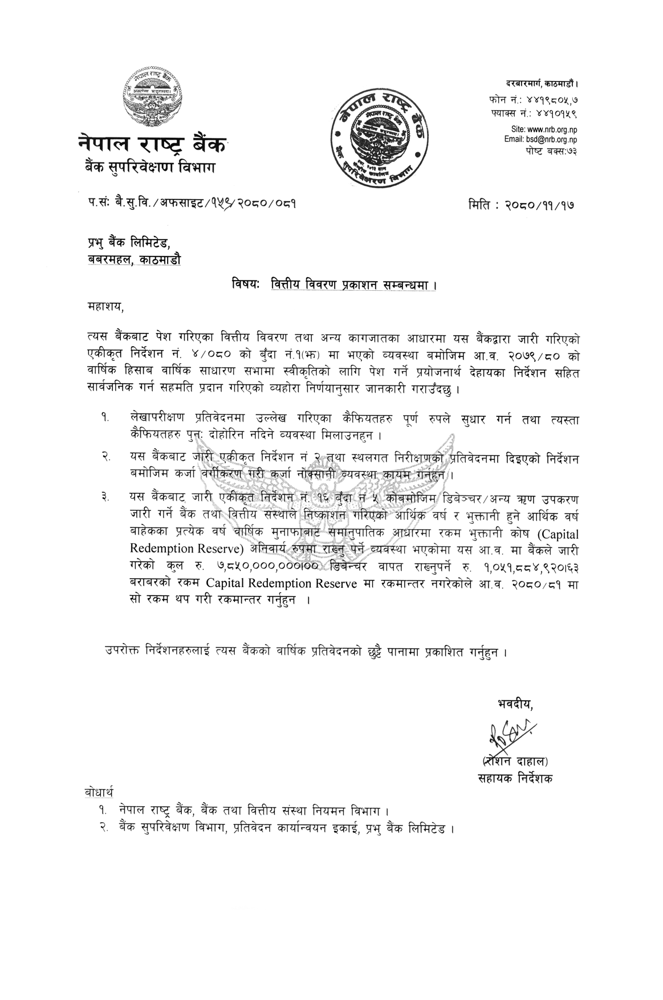 नेपाल राष्ट्र बैंक
बैंक सुपरिवेक्षण विभाग
नेपाल राष्ट्र बैंक
बैंक सुपरिवेक्षण विभाग
दरबारमार्ग, काठमाडौं।
फोन नं.: ४४१९८०५,७
फ्याक्स नं.: ४४१०१५९
Site: www.nrb.org.np
Email: bsd@nrb.org.np
पोष्ट बक्स:७३
प.सं: बै.सु.वि./अफसाइट/१५९/२०८०/०८१
मिति : २०८०/११/१७
प्रभु बैंक लिमिटेड,
बबरमहल, काठमाडौं
विषय: वित्तीय विवरण प्रकाशन सम्बन्धमा ।
महाशय,
त्यस बैंकबाट पेश गरिएका वित्तीय विवरण तथा अन्य कागजातका आधारमा यस बैंकद्वारा जारी गरिएको
एकीकृत निर्देशन नं. ४/०८० को बुँदा नं.१(झ) मा भएको व्यवस्था बमोजिम आ.व. २०७९/८० को
वार्षिक हिसाब वार्षिक साधारण सभामा स्वीकृतिको लागि पेश गर्ने प्रयोजनार्थ देहायका निर्देशन सहित
सार्वजनिक गर्न सहमति प्रदान गरिएको व्यहोरा निर्णयानुसार जानकारी गराउँदछु ।
१. लेखापरीक्षण प्रतिवेदनमा उल्लेख गरिएका कैफियतहरु पूर्ण रुपले सुधार गर्न तथा त्यस्ता
कैफियतहरु पुन: दोहोरिन नदिने व्यवस्था मिलाउनहुन ।
२. यस बैंकबाट जारी एकीकृत निर्देशन नं २ तथा स्थलगत निरीक्षणको प्रतिवेदनमा दिइएको निर्देशन
बमोजिम कर्जा वर्गीकरण गरी कर्जा नोक्सानी व्यवस्था कायम गर्नुहुन ।
३. यस बैंकबाट जारी एकीकृत निर्देशन नं. १६ बुँदा नं ५ कोबमोजिम डिबेञ्चर/अन्य ऋण उपकरण
जारी गर्ने बैंक तथा वित्तीय संस्थाले निष्काशन गरिएको आर्थिक वर्ष र भुक्तानी हुने आर्थिक वर्ष
बाहेकका प्रत्येक वर्ष वार्षिक मुनाफाबाट समानुपातिक आधारमा रकम भुक्तानी कोष (Capital
Redemption Reserve) अनिवार्य रुपमा राख्नु पर्ने व्यवस्था भएकोमा यस आ.व. मा बैंकले जारी
गरेको कुल रु. ७,८५०,०००,०००।०० डिबेन्चर वापत राख्नुपर्ने रु. १,०५१,८८४,९२०।६३
बराबरको रकम Capital Redemption Reserve मा रकमान्तर नगरेकोले आ.व. २०८०/८१ मा
सो रकम थप गरी रकमान्तर गर्नुहुन ।
उपरोक्त निर्देशनहरुलाई त्यस बैंकको वार्षिक प्रतिवेदनको छुट्टै पानामा प्रकाशित गर्नुहुन ।
भवदीय,
(रोशन दाहाल)
सहायक निर्देशक
बोधार्थ
१. नेपाल राष्ट्र बैंक, बैंक तथा वित्तीय संस्था नियमन विभाग ।
२. बैंक सुपरिवेक्षण विभाग, प्रतिवेदन कार्यान्वयन इकाई, प्रभु बैंक लिमिटेड ।